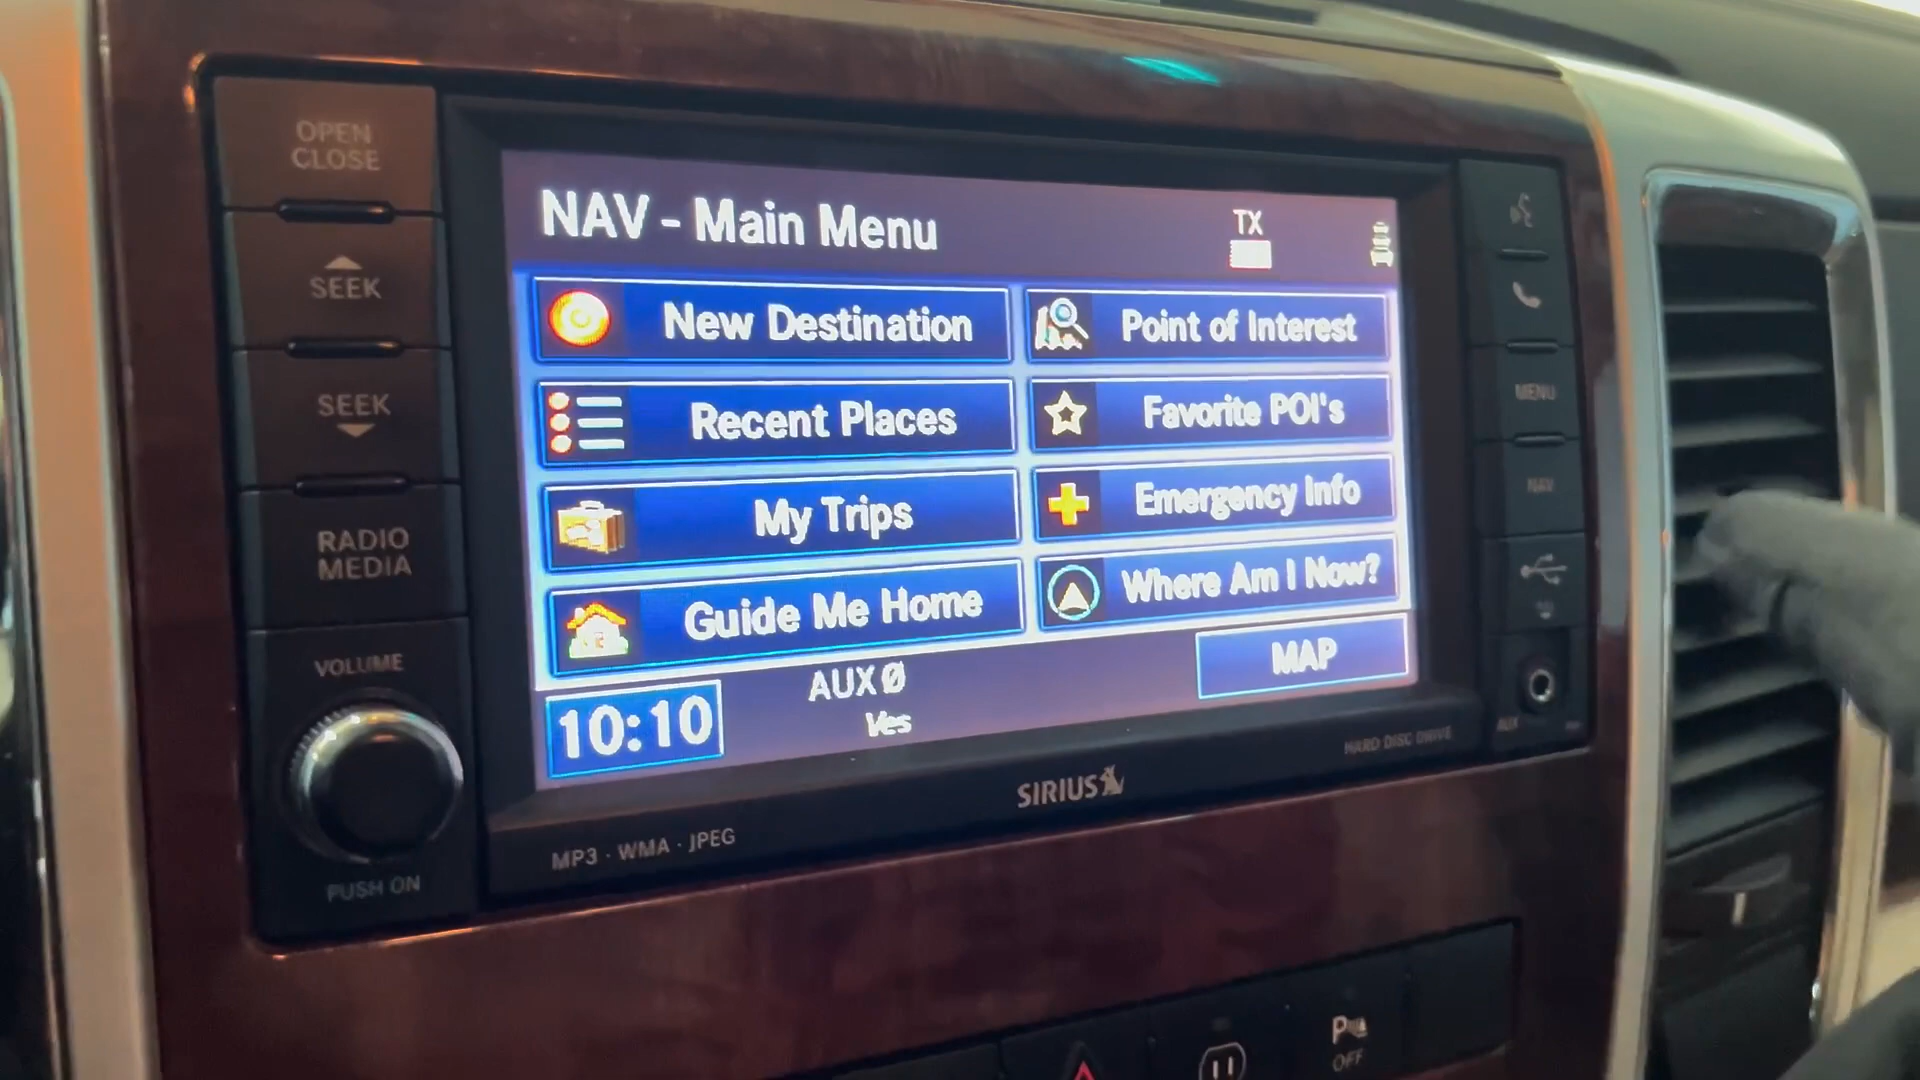 OPEN
CLOSE
SEEK
SEEK
RADIO
MEDIA
VOLUME
PUSH ON
NAV - Main Menu
TX
New Destination
Point of Interest
Recent Places
Favorite POI's
My Trips
Emergency Info
Guide Me Home
Where Am I Now?
10:10
AUX Ø
Ves
MAP
MENU
NAV
AUX
SIRIUS
HARD DISC DRIVE
MP3 · WMA · JPEG
P
OFF